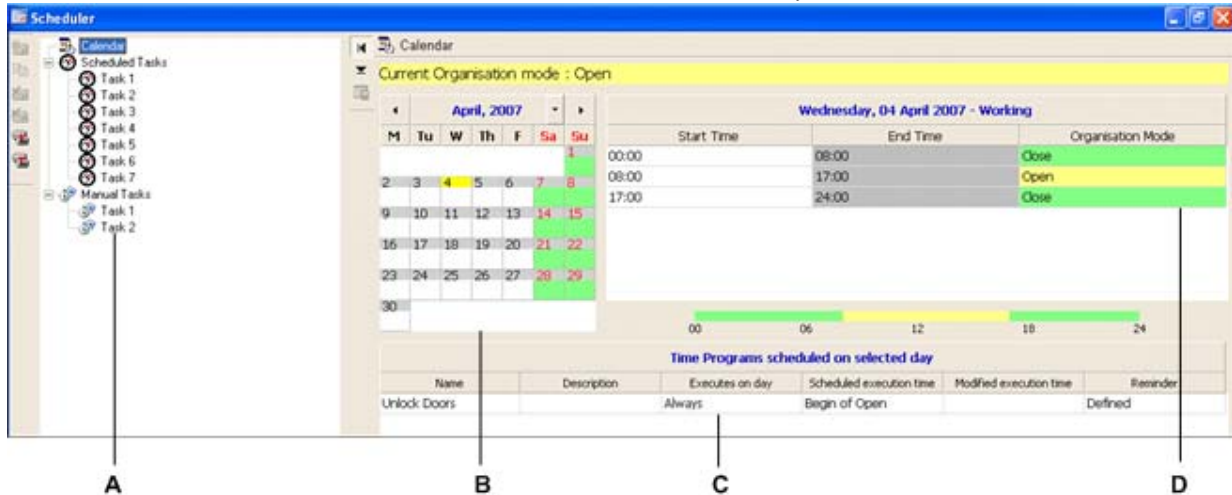 Scheduler
Calendar
Scheduled Tasks
Task 1
Task 2
Task 3
Task 4
Task 5
Task 6
Task 7
Manual Tasks
Task 1
Task 2
Calendar
Current Organisation mode : Open
April, 2007
M Tu W Th F Sa Su
1
2 3 4 5 6 7 8
9 10 11 12 13 14 15
16 17 18 19 20 21 22
23 24 25 26 27 28 29
30
Wednesday, 04 April 2007 - Working
Start Time End Time Organisation Mode
00:00 08:00 Close
08:00 17:00 Open
17:00 24:00 Close
00 06 12 18 24
Time Programs scheduled on selected day
Name Description Executes on day Scheduled execution time Modified execution time Reminder
Unlock Doors Always Begin of Open Defined
A B C D